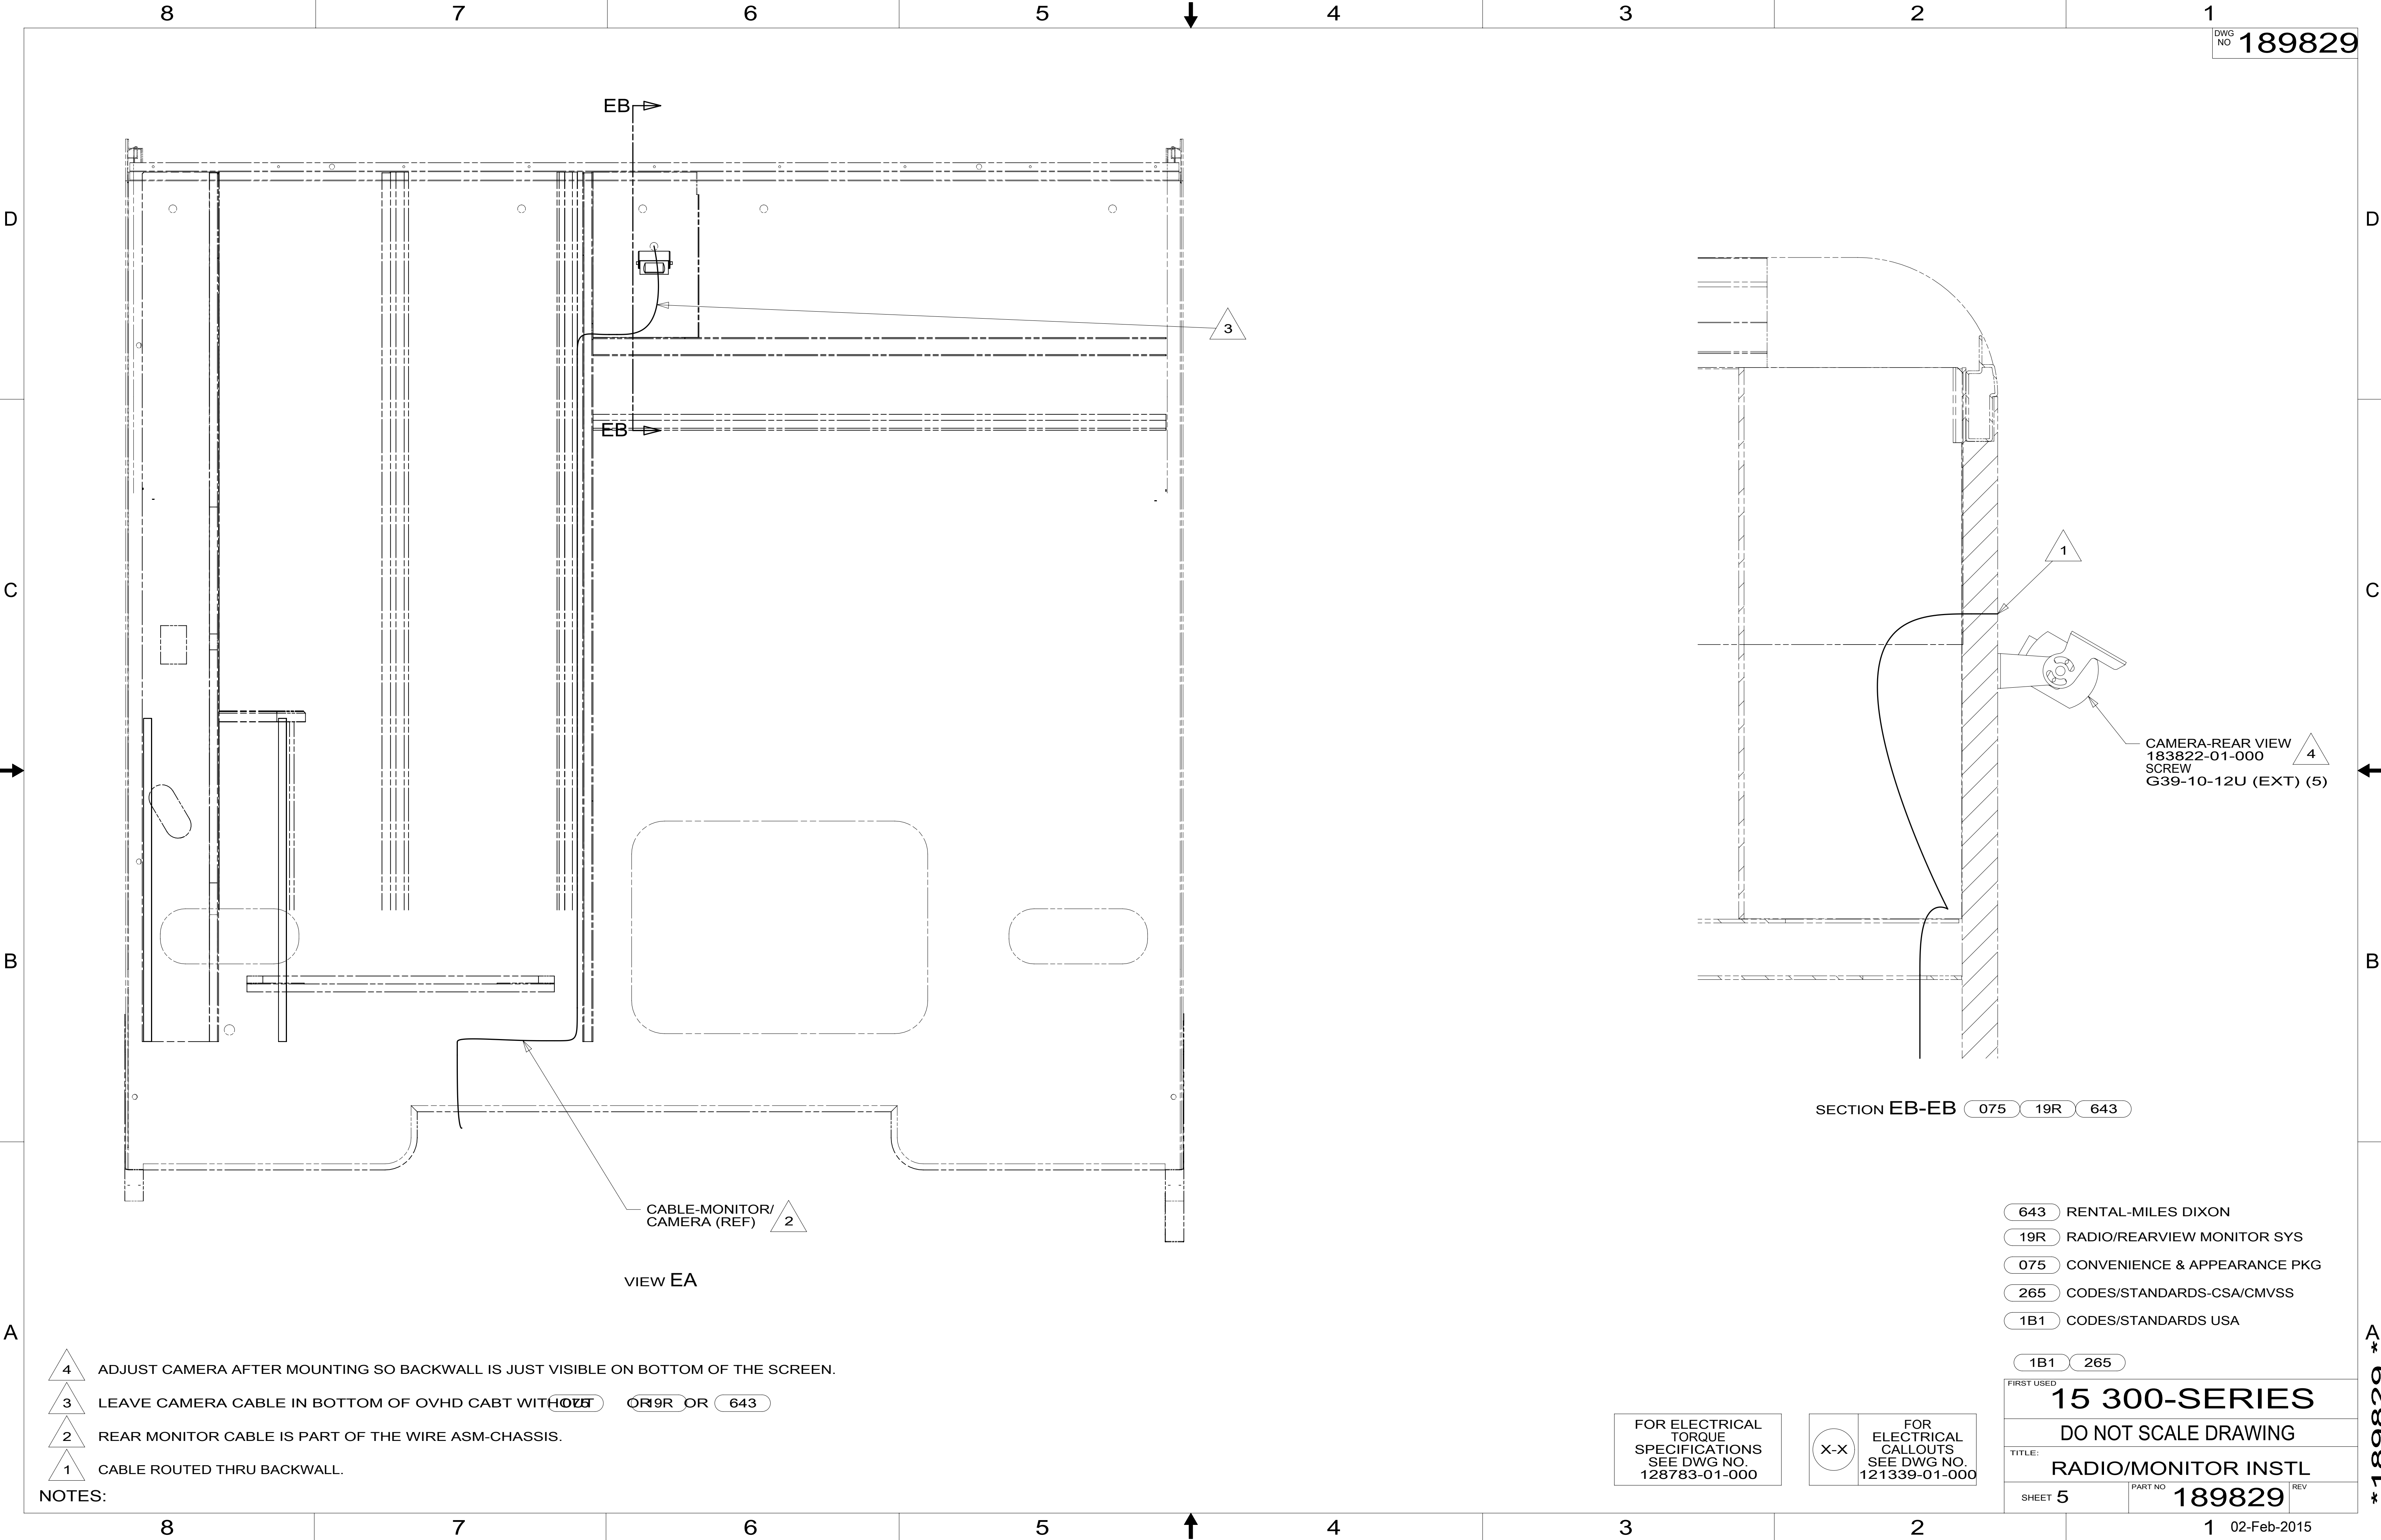 8 7 6 5 4 3 2 1
DWG
NO 189829
EB
D
D
3
EB
1
C
C
CAMERA-REAR VIEW
183822-01-000
SCREW
G39-10-12U (EXT) (5)
4
B
B
SECTION EB-EB 075 19R 643
CABLE-MONITOR/
CAMERA (REF)
2
VIEW EA
643 RENTAL-MILES DIXON
19R RADIO/REARVIEW MONITOR SYS
075 CONVENIENCE & APPEARANCE PKG
265 CODES/STANDARDS-CSA/CMVSS
1B1 CODES/STANDARDS USA
A
A
1B1 265
4 ADJUST CAMERA AFTER MOUNTING SO BACKWALL IS JUST VISIBLE ON BOTTOM OF THE SCREEN.
3 LEAVE CAMERA CABLE IN BOTTOM OF OVHD CABT WITHOUT 075 OR 19R OR 643
2 REAR MONITOR CABLE IS PART OF THE WIRE ASM-CHASSIS.
1 CABLE ROUTED THRU BACKWALL.
NOTES:
FOR ELECTRICAL
TORQUE
SPECIFICATIONS
SEE DWG NO.
128783-01-000
X-X
FOR
ELECTRICAL
CALLOUTS
SEE DWG NO.
121339-01-000
FIRST USED
15 300-SERIES
DO NOT SCALE DRAWING
TITLE:
RADIO/MONITOR INSTL
SHEET 5
PART NO 189829
REV
*189829*
8 7 6 5 4 3 2 1
02-Feb-2015